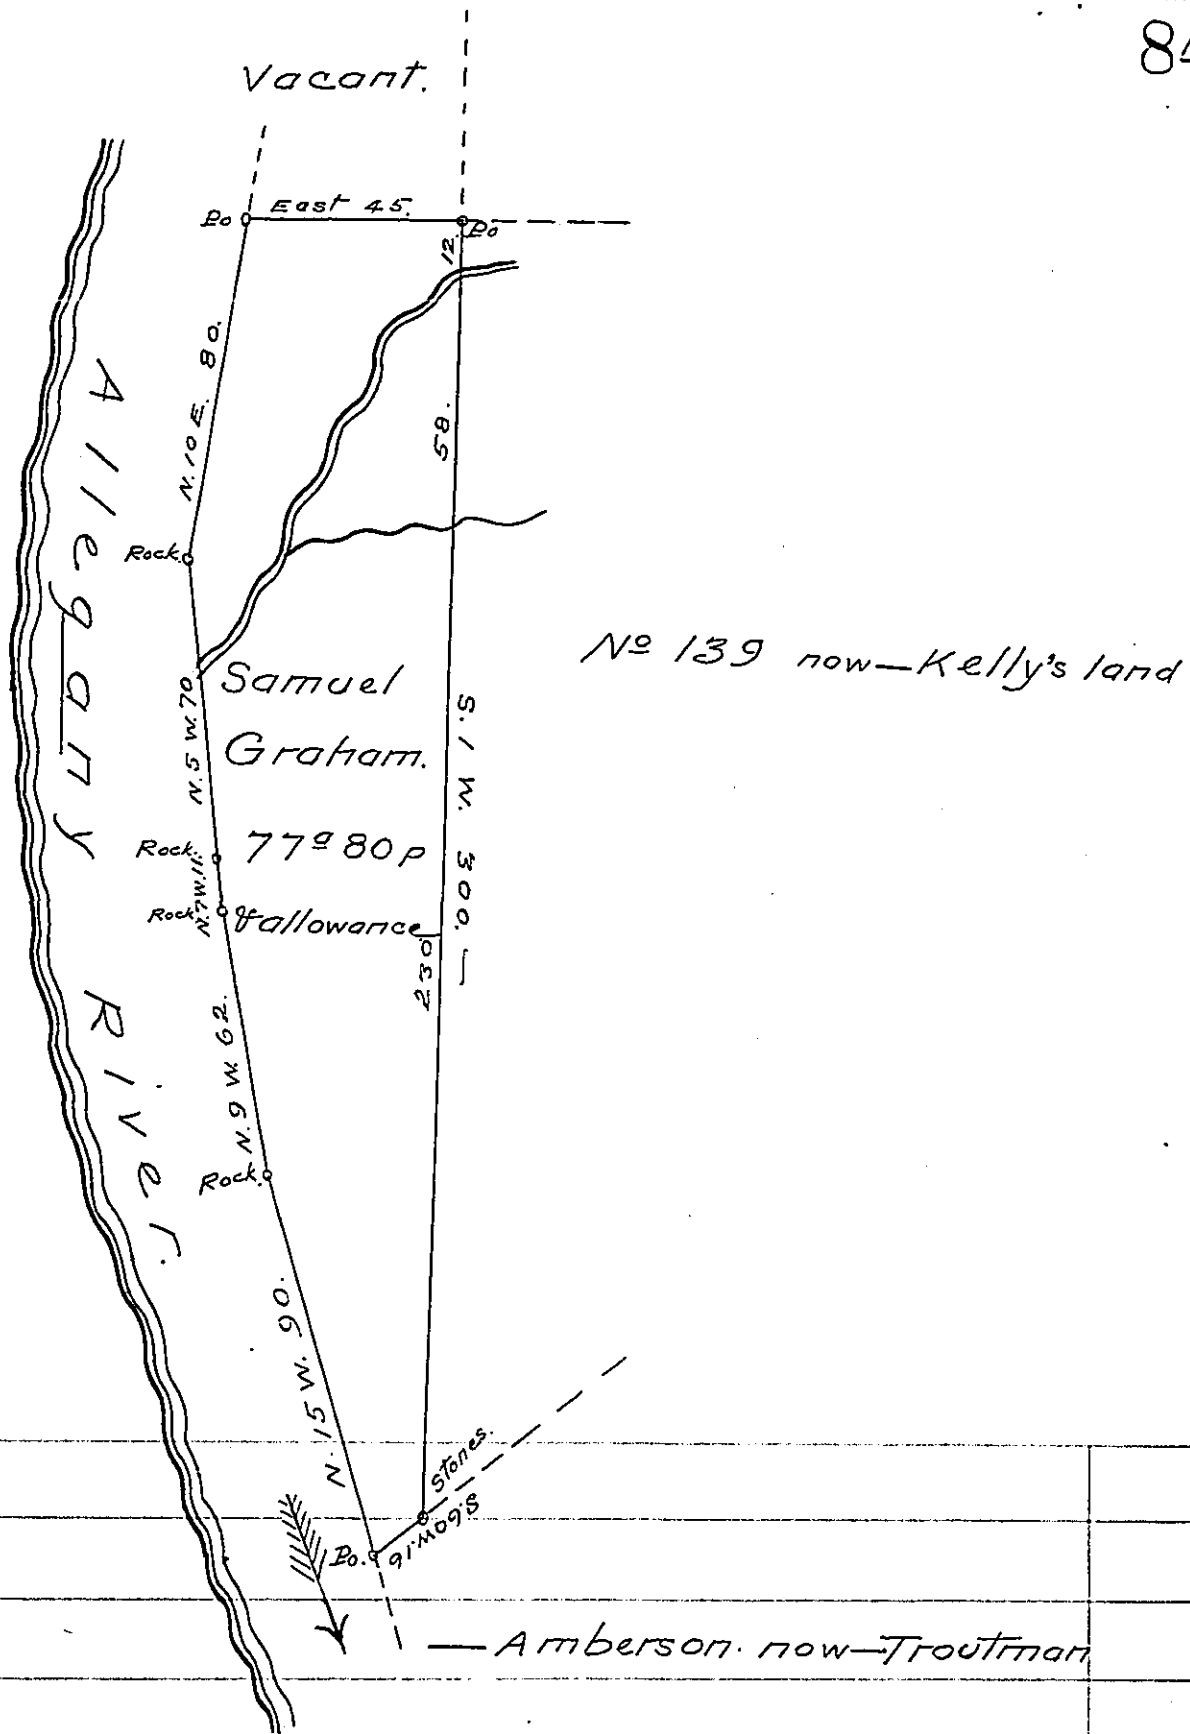 84
Vacant.
Po East 45. Po
12.
N. 10 E. 80.
58.
Rock.
Allegany River.
N. 5 W. 70.
Samuel
Graham.
77a 80p
& allowance
S. 1 W. 300.
230
No 139 now—Kelly's land
Rock.
N. 7 W. 11.
Rock.
N. 9 W. 62.
Rock.
N. 15 W. 90.
Stones.
S. 60 W. 16
Po.
— Amberson. now—Troutman